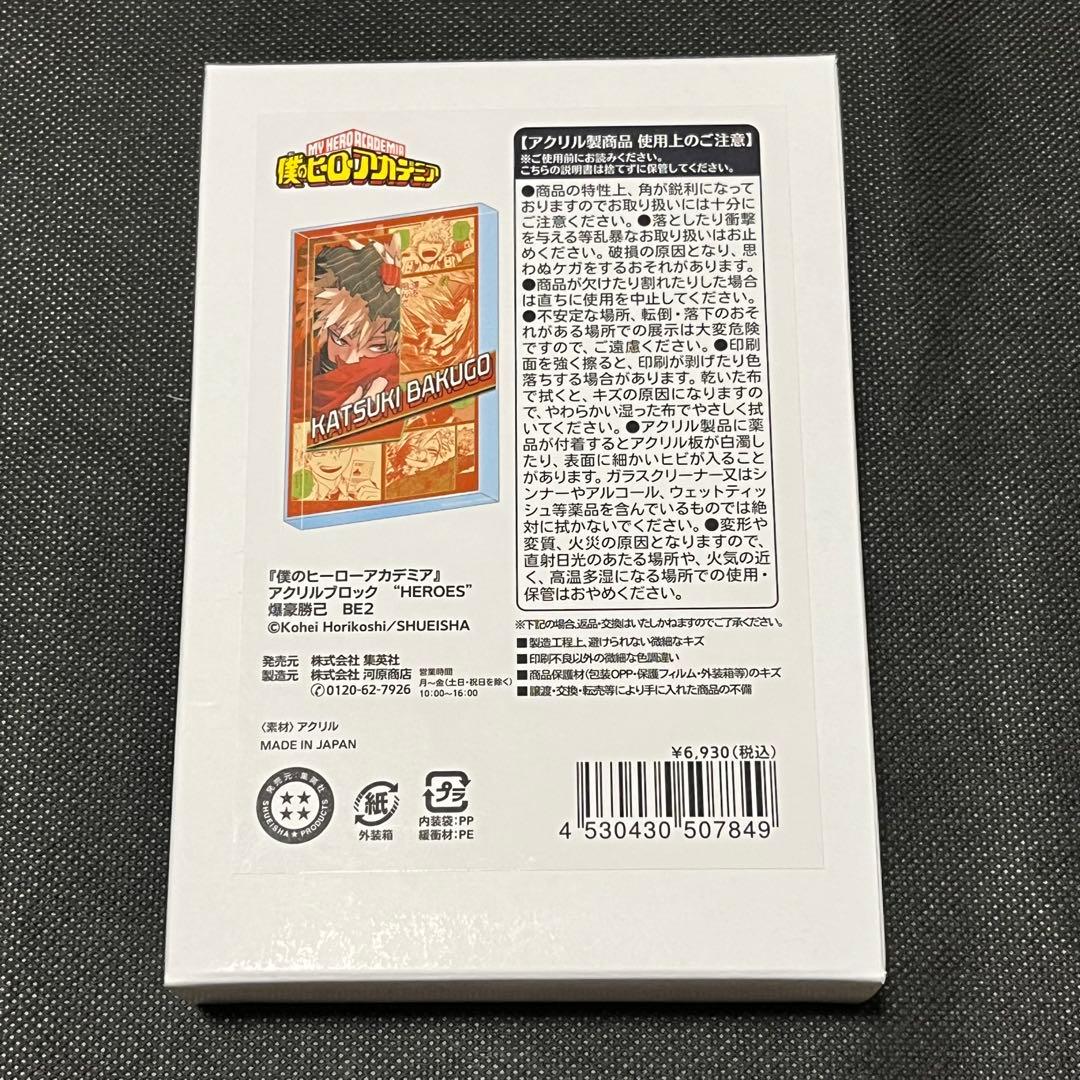 MY HERO ACADEMIA
僕のヒーローアカデミア
KATSUKI BAKUGO
『僕のヒーローアカデミア』
アクリルブロック “HEROES”
爆豪勝己 BE2
©Kohei Horikoshi/SHUEISHA
発売元 株式会社 集英社
製造元 株式会社 河原商店
0120-62-7926
営業時間
月〜金(土日・祝日を除く)
10:00〜16:00
〈素材〉アクリル
MADE IN JAPAN
発売元:集英社
SHUEISHA★PRODUCTS
紙
外装箱
プラ
内装袋:PP
緩衝材:PE
【アクリル製商品 使用上のご注意】
※ご使用前にお読みください。
こちらの説明書は捨てずに保管してください。
●商品の特性上、角が鋭利になって
おりますのでお取り扱いには十分に
ご注意ください。●落としたり衝撃
を与える等乱暴なお取り扱いはお止
めください。破損の原因となり、思
わぬケガをするおそれがあります。
●商品が欠けたり割れたりした場合
は直ちに使用を中止してください。
●不安定な場所、転倒・落下のおそ
れがある場所での展示は大変危険
ですので、ご遠慮ください。●印刷
面を強く擦ると、印刷が剥げたり色
落ちする場合があります。乾いた布
で拭くと、キズの原因になりますの
で、やわらかい湿った布でやさしく拭
いてください。●アクリル製品に薬
品が付着するとアクリル板が白濁し
たり、表面に細かいヒビが入ること
があります。ガラスクリーナー又はシ
ンナーやアルコール、ウェットティッ
シュ等薬品を含んでいるものでは絶
対に拭かないでください。●変形や
変質、火災の原因となりますので、
直射日光のあたる場所や、火気の近
く、高温多湿になる場所での使用・
保管はおやめください。
※下記の場合、返品・交換はいたしかねますのでご了承ください。
■製造工程上、避けられない微細なキズ
■印刷不良以外の微細な色調違い
■商品保護材(包装OPP・保護フィルム・外装箱等)のキズ
■譲渡・交換・転売等により手に入れた商品の不備
¥6,930(税込)
4 530430 507849